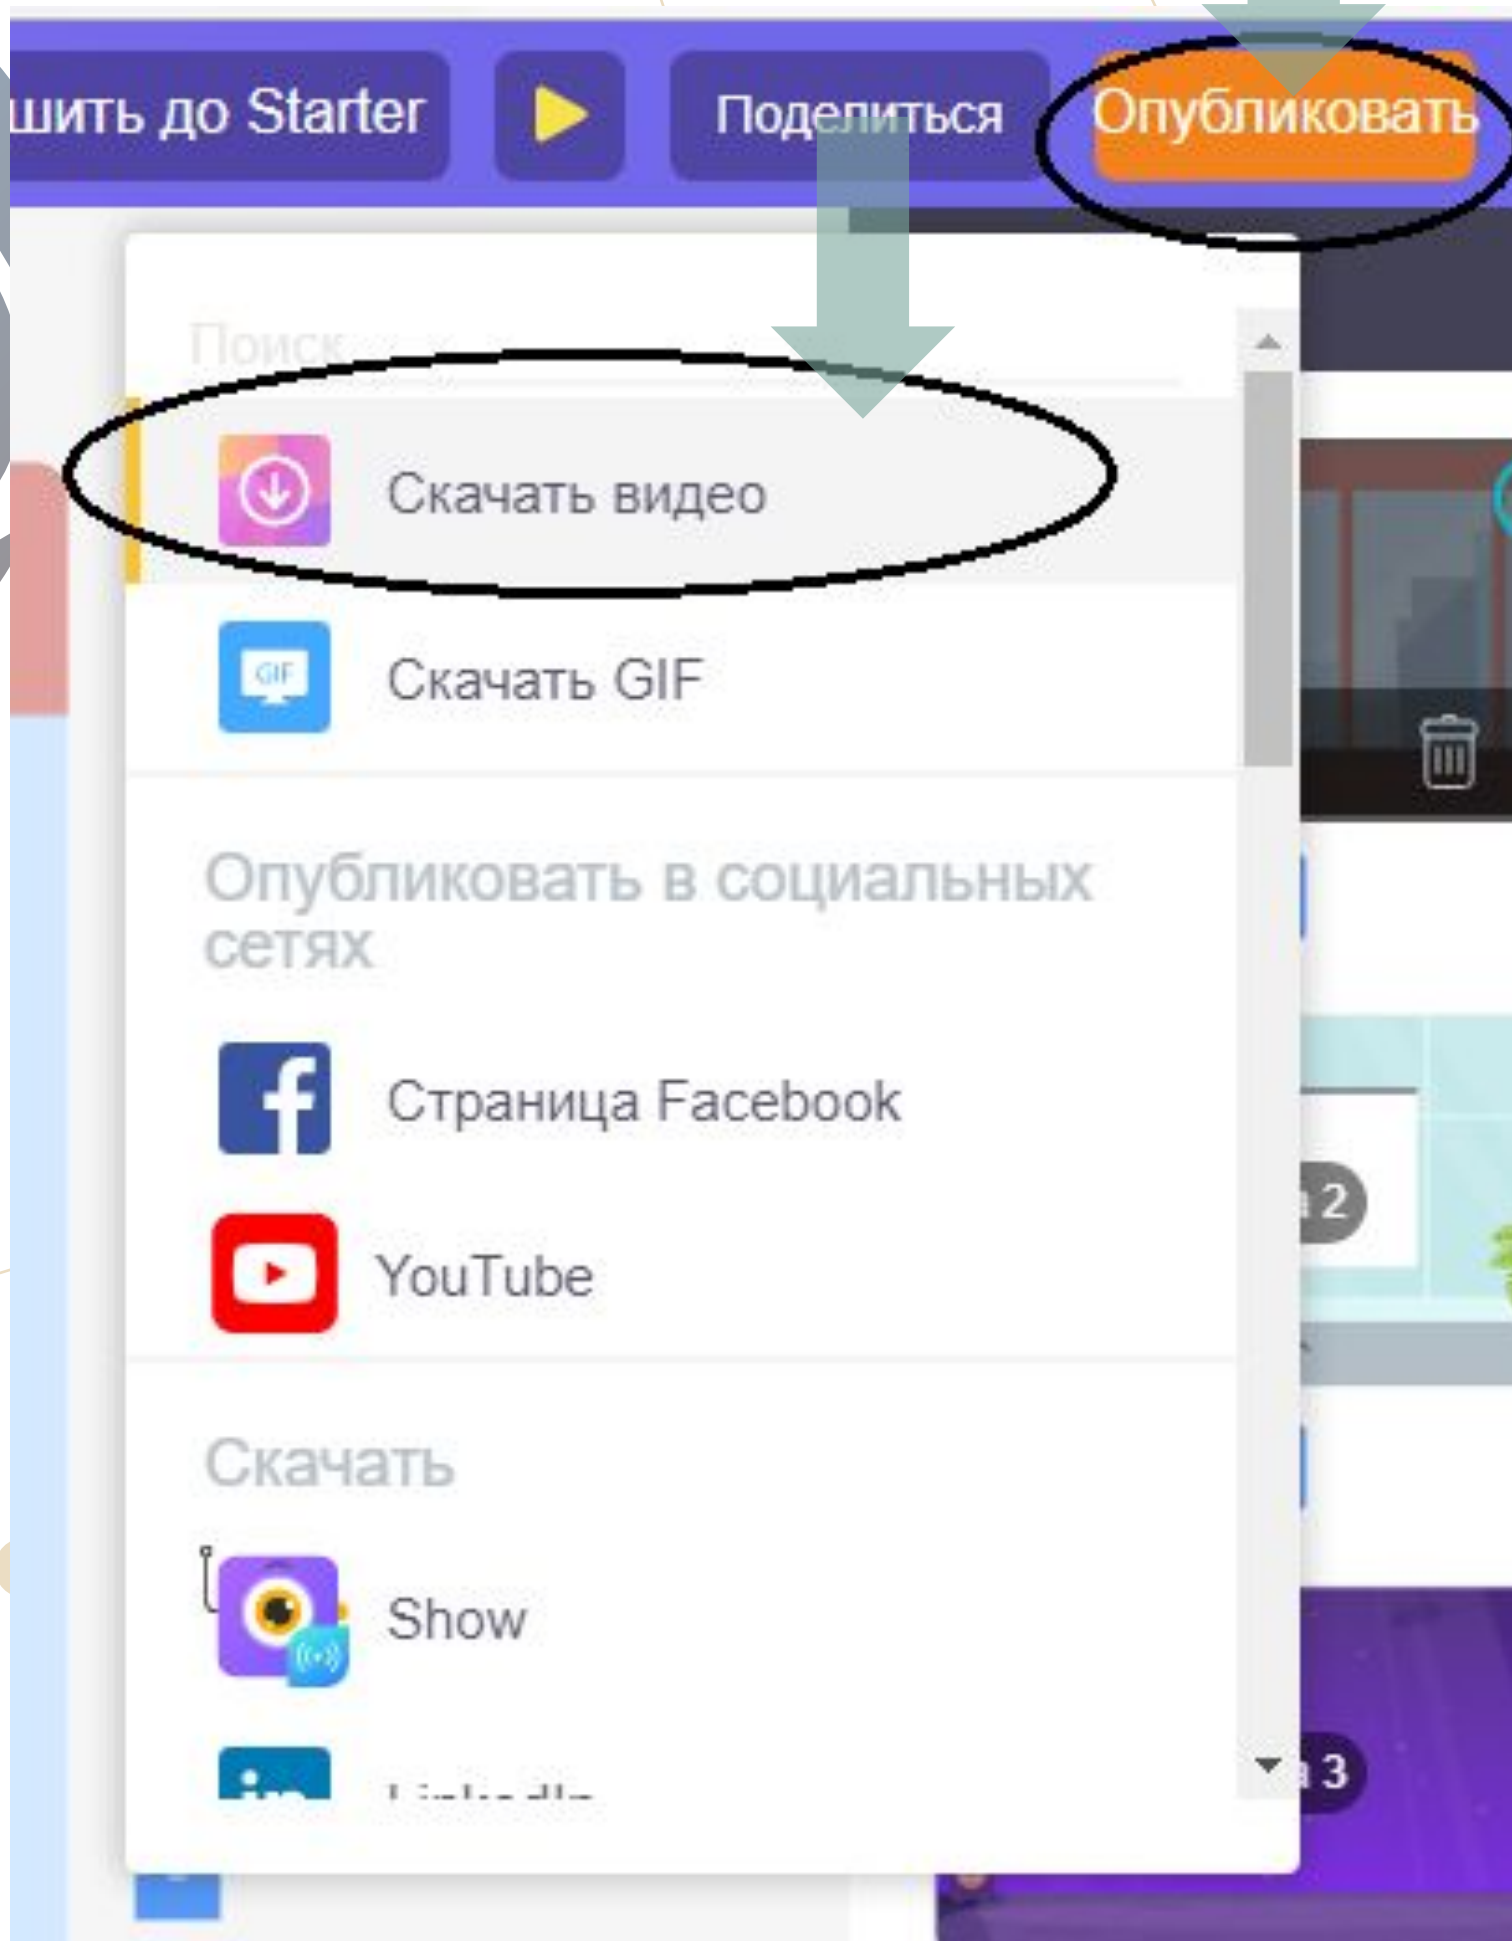 шить до Starter
Поделиться
Опубликовать
Поиск
Скачать видео
GIF
Скачать GIF
Опубликовать в социальных
сетях
Страница Facebook
YouTube
Скачать
Show
2
3